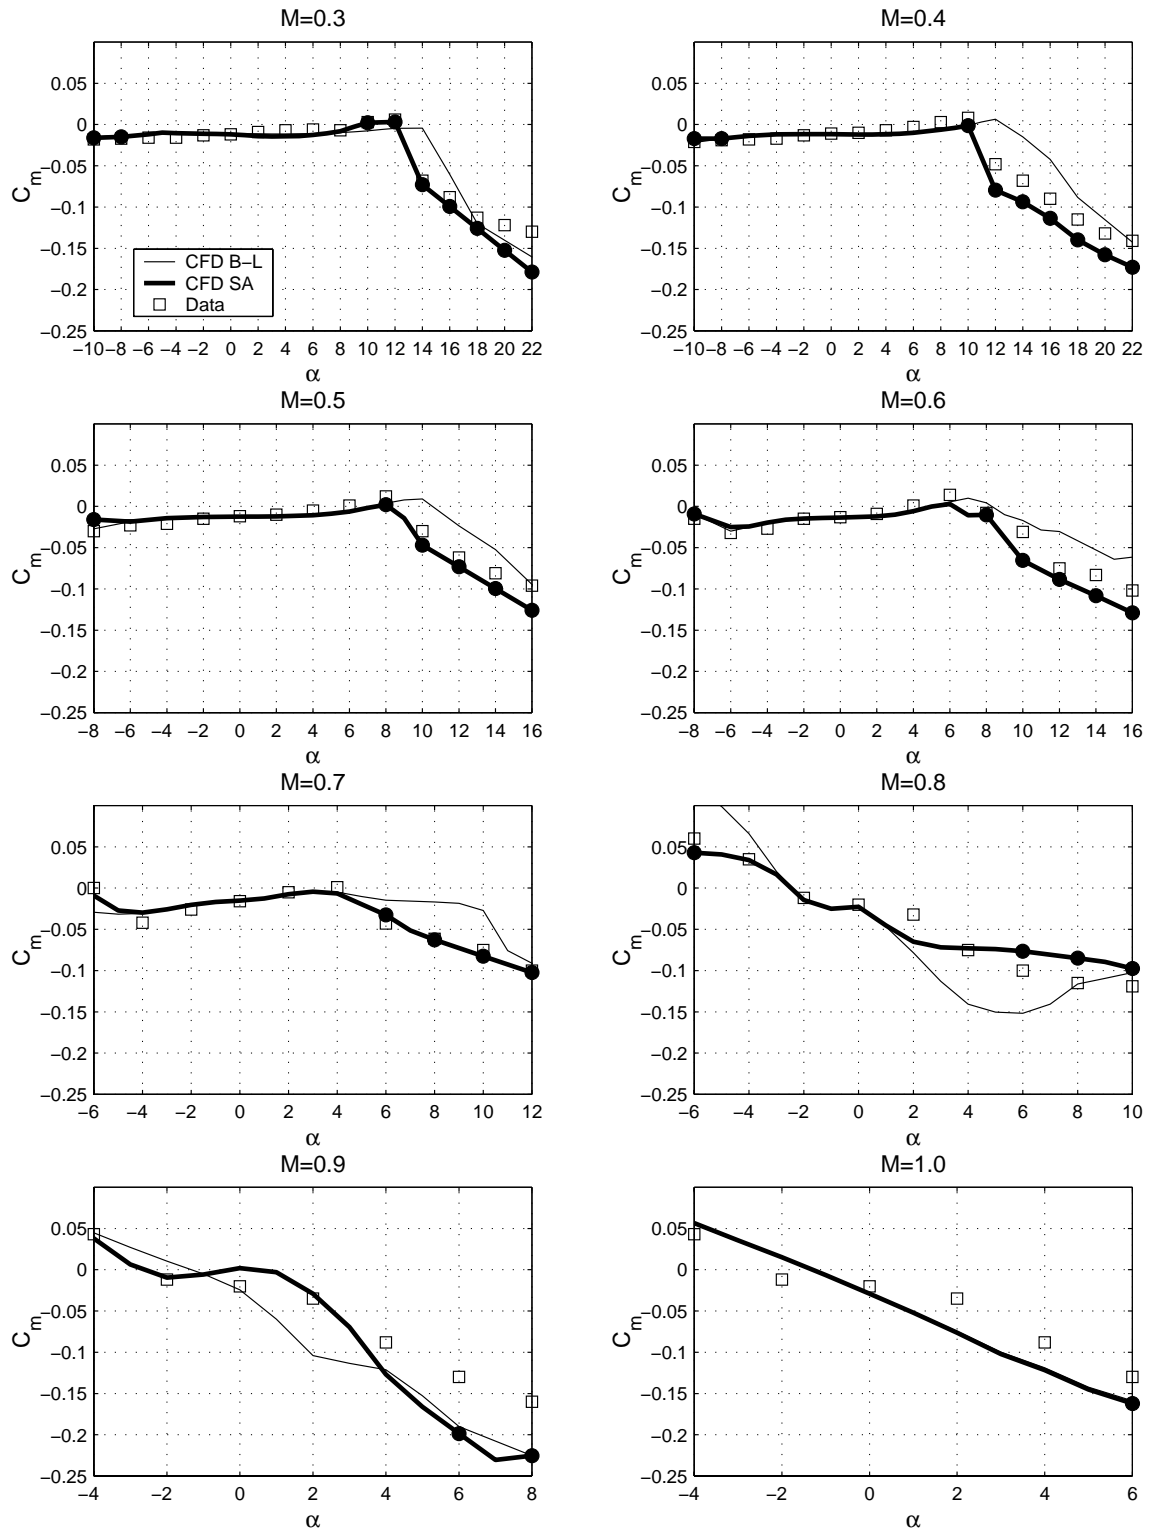 M=0.3
0.05
0
−0.05
−0.1
−0.15
−0.2
−0.25
C_m
CFD B−L
CFD SA
Data
−10 −8 −6 −4 −2 0 2 4 6 8 10 12 14 16 18 20 22
α
M=0.4
0.05
0
−0.05
−0.1
−0.15
−0.2
−0.25
C_m
−10 −8 −6 −4 −2 0 2 4 6 8 10 12 14 16 18 20 22
α
M=0.5
0.05
0
−0.05
−0.1
−0.15
−0.2
−0.25
C_m
−8 −6 −4 −2 0 2 4 6 8 10 12 14 16
α
M=0.6
0.05
0
−0.05
−0.1
−0.15
−0.2
−0.25
C_m
−8 −6 −4 −2 0 2 4 6 8 10 12 14 16
α
M=0.7
0.05
0
−0.05
−0.1
−0.15
−0.2
−0.25
C_m
−6 −4 −2 0 2 4 6 8 10 12
α
M=0.8
0.05
0
−0.05
−0.1
−0.15
−0.2
−0.25
C_m
−6 −4 −2 0 2 4 6 8 10
α
M=0.9
0.05
0
−0.05
−0.1
−0.15
−0.2
−0.25
C_m
−4 −2 0 2 4 6 8
α
M=1.0
0.05
0
−0.05
−0.1
−0.15
−0.2
−0.25
C_m
−4 −2 0 2 4 6
α